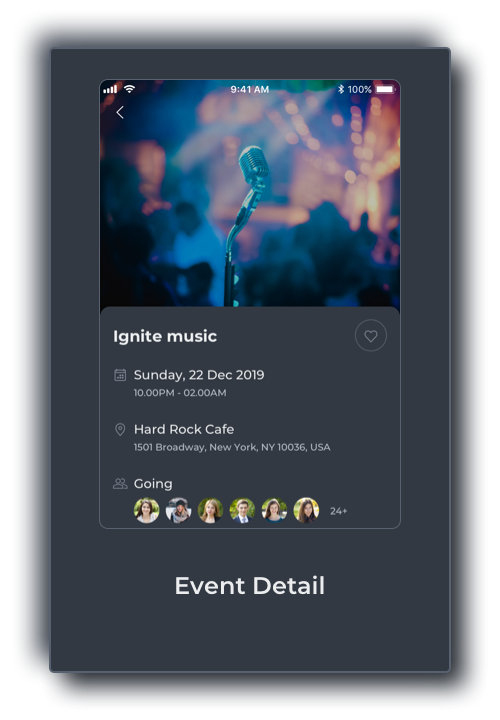 9:41 AM
100%
Ignite music
Sunday, 22 Dec 2019
10.00PM - 02.00AM
Hard Rock Cafe
1501 Broadway, New York, NY 10036, USA
Going
24+
Event Detail